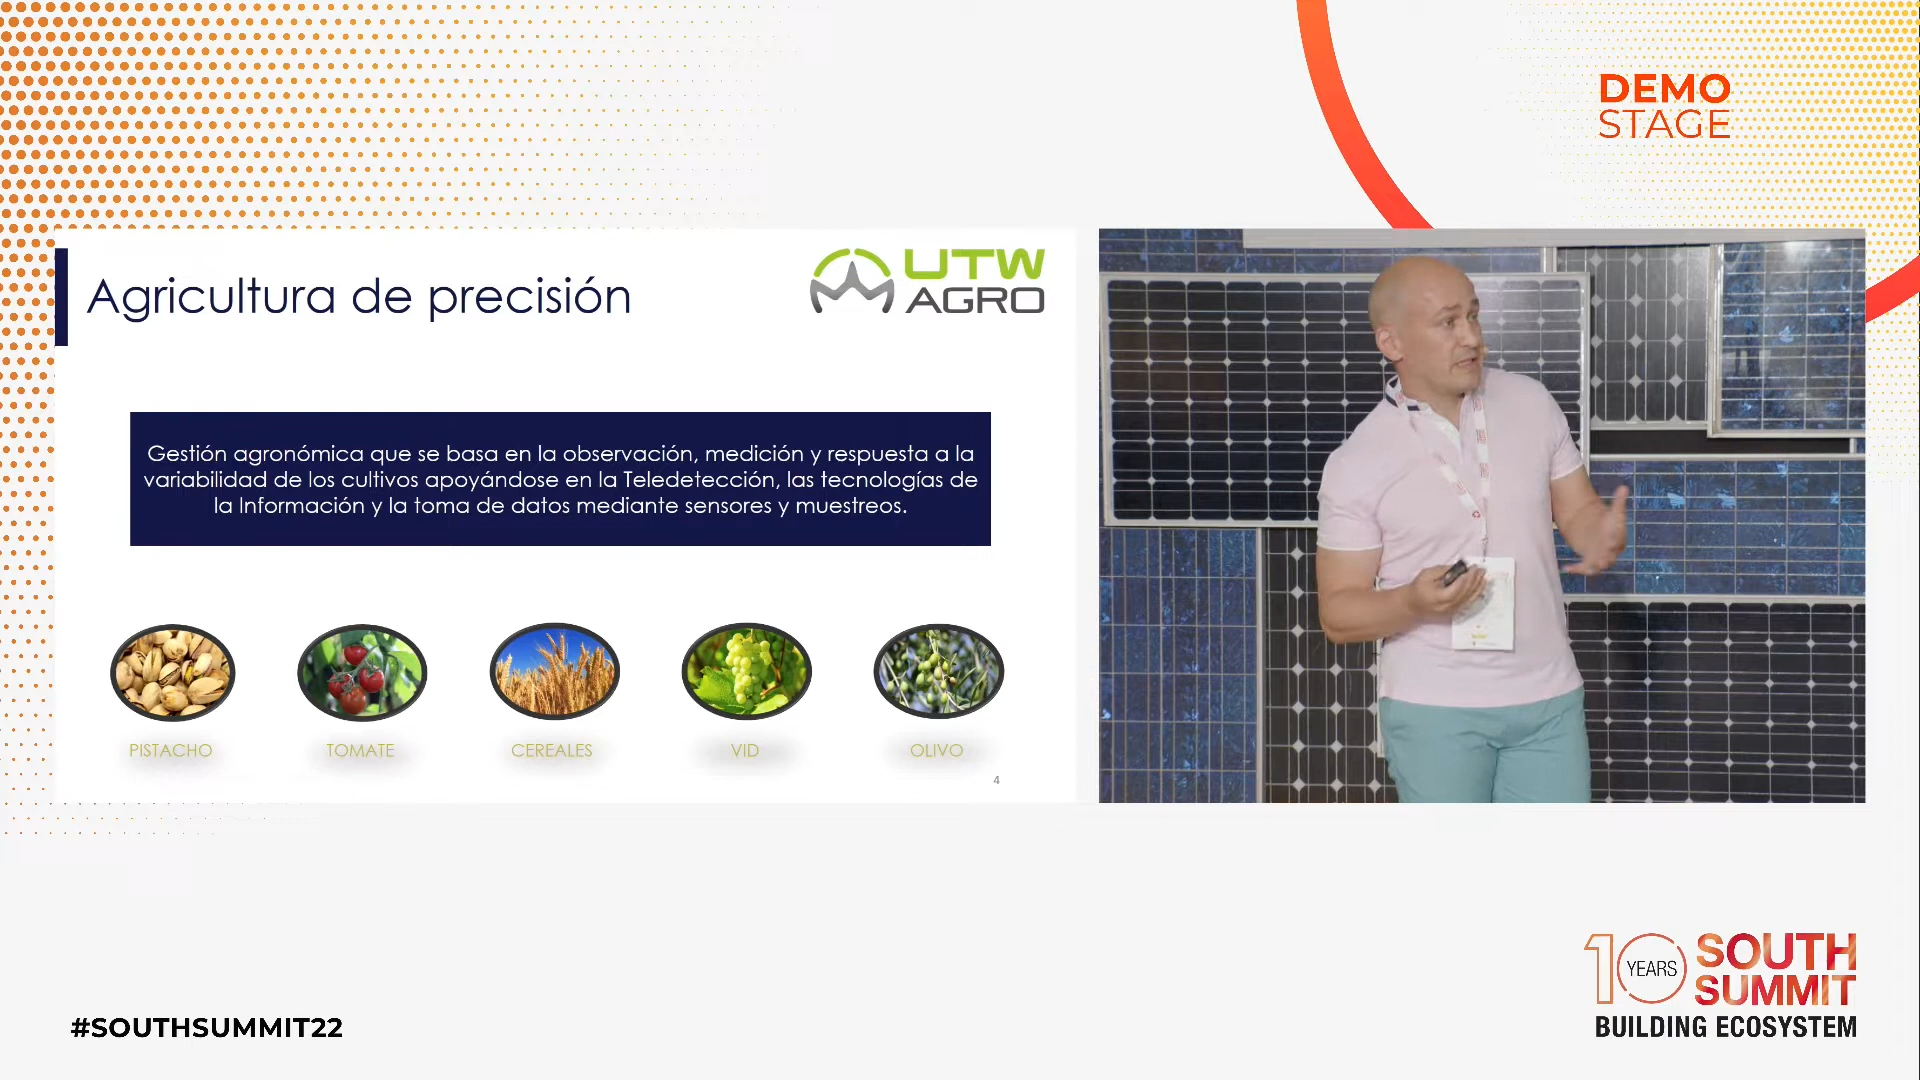 DEMO
STAGE
Agricultura de precisión
UTW
AGRO
Gestión agronómica que se basa en la observación, medición y respuesta a la
variabilidad de los cultivos apoyándose en la Teledetección, las tecnologías de
la Información y la toma de datos mediante sensores y muestreos.
PISTACHO
TOMATE
CEREALES
VID
OLIVO
4
#SOUTHSUMMIT22
10 YEARS
SOUTH
SUMMIT
BUILDING ECOSYSTEM